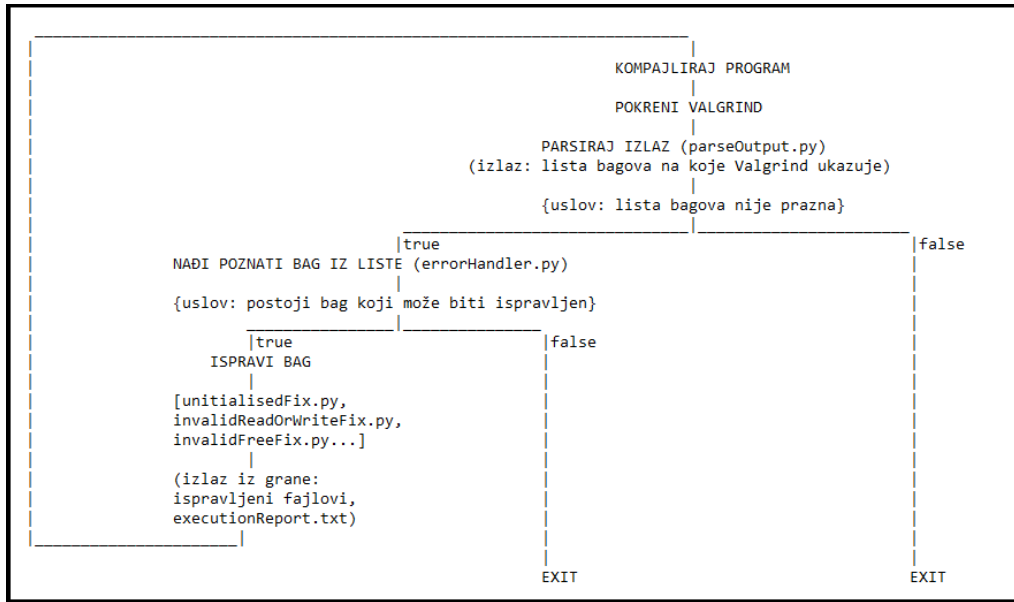 KOMPAJLIRAJ PROGRAM
POKRENI VALGRIND
PARSIRAJ IZLAZ (parseOutput.py)
(izlaz: lista bagova na koje Valgrind ukazuje)
{uslov: lista bagova nije prazna}
true
false
NAĐI POZNATI BAG IZ LISTE (errorHandler.py)
{uslov: postoji bag koji može biti ispravljen}
true
false
ISPRAVI BAG
[unitialisedFix.py,
invalidReadOrWriteFix.py,
invalidFreeFix.py...]
(izlaz iz grane:
ispravljeni fajlovi,
executionReport.txt)
EXIT
EXIT